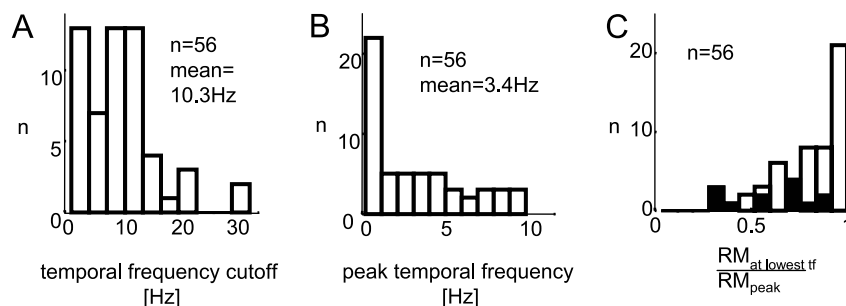 A
n=56
mean=
10.3Hz
10
n
5
0
0 10 20 30
temporal frequency cutoff
[Hz]
B
n=56
mean=3.4Hz
20
n
10
0
0 5 10
peak temporal frequency
[Hz]
C
n=56
20
n
10
0
0 0.5 1
RM at lowest tf
RM peak